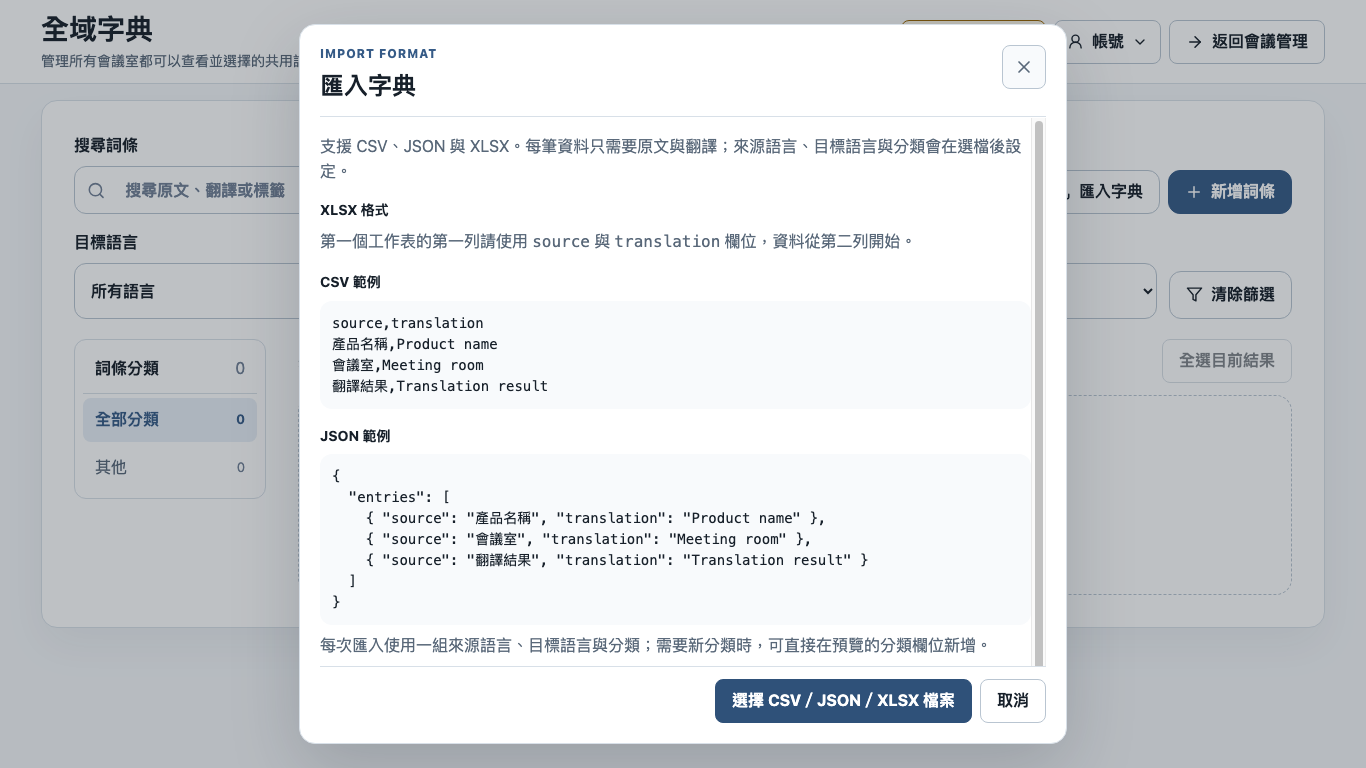 全域字典
管理所有會議室都可以查看並選擇的共用
帳號
返回會議管理
搜尋詞條
搜尋原文、翻譯或標籤
匯入字典
新增詞條
目標語言
所有語言
清除篩選
詞條分類 0
全選目前結果
全部分類 0
其他 0
IMPORT FORMAT
匯入字典
支援 CSV、JSON 與 XLSX。每筆資料只需要原文與翻譯；來源語言、目標語言與分類會在選檔後設
定。
XLSX 格式
第一個工作表的第一列請使用 source 與 translation 欄位，資料從第二列開始。
CSV 範例
source,translation
產品名稱,Product name
會議室,Meeting room
翻譯結果,Translation result
JSON 範例
{
  "entries": [
    { "source": "產品名稱", "translation": "Product name" },
    { "source": "會議室", "translation": "Meeting room" },
    { "source": "翻譯結果", "translation": "Translation result" }
  ]
}
每次匯入使用一組來源語言、目標語言與分類；需要新分類時，可直接在預覽的分類欄位新增。
選擇 CSV / JSON / XLSX 檔案
取消